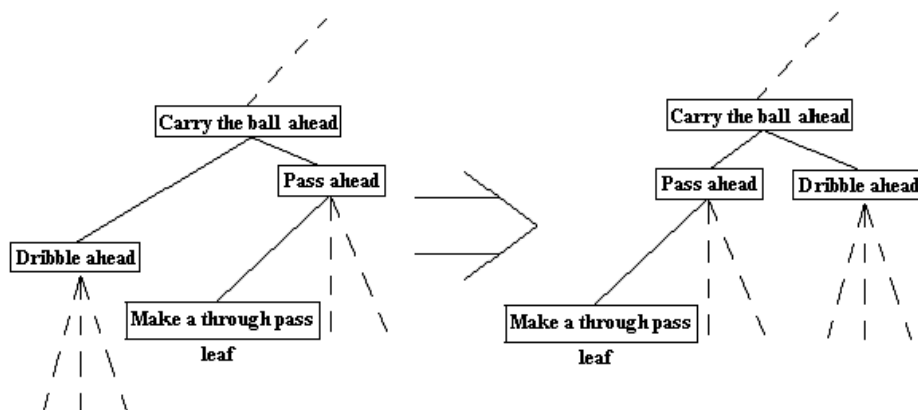 Carry the ball ahead
Pass ahead
Dribble ahead
Make a through pass
leaf
Carry the ball ahead
Pass ahead
Dribble ahead
Make a through pass
leaf